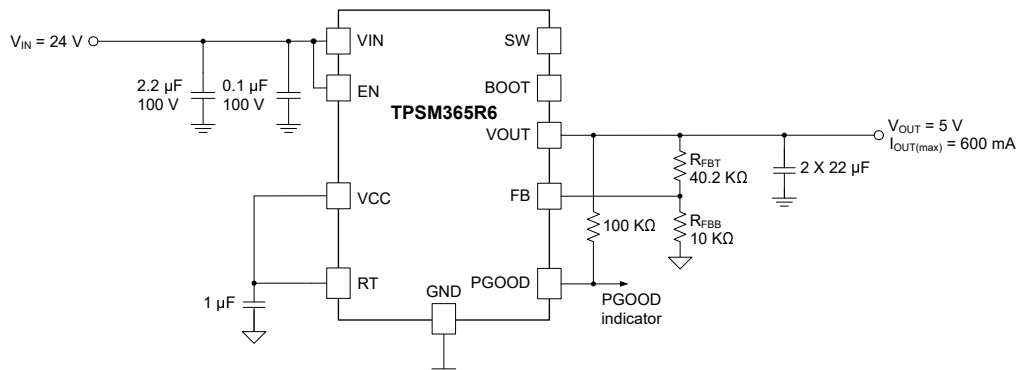 V_IN = 24 V
2.2 µF
100 V
0.1 µF
100 V
VIN
EN
VCC
RT
1 µF
TPSM365R6
SW
BOOT
VOUT
FB
PGOOD
GND
100 KΩ
R_FBT
40.2 KΩ
R_FBB
10 KΩ
2 X 22 µF
V_OUT = 5 V
I_OUT(max) = 600 mA
PGOOD
indicator